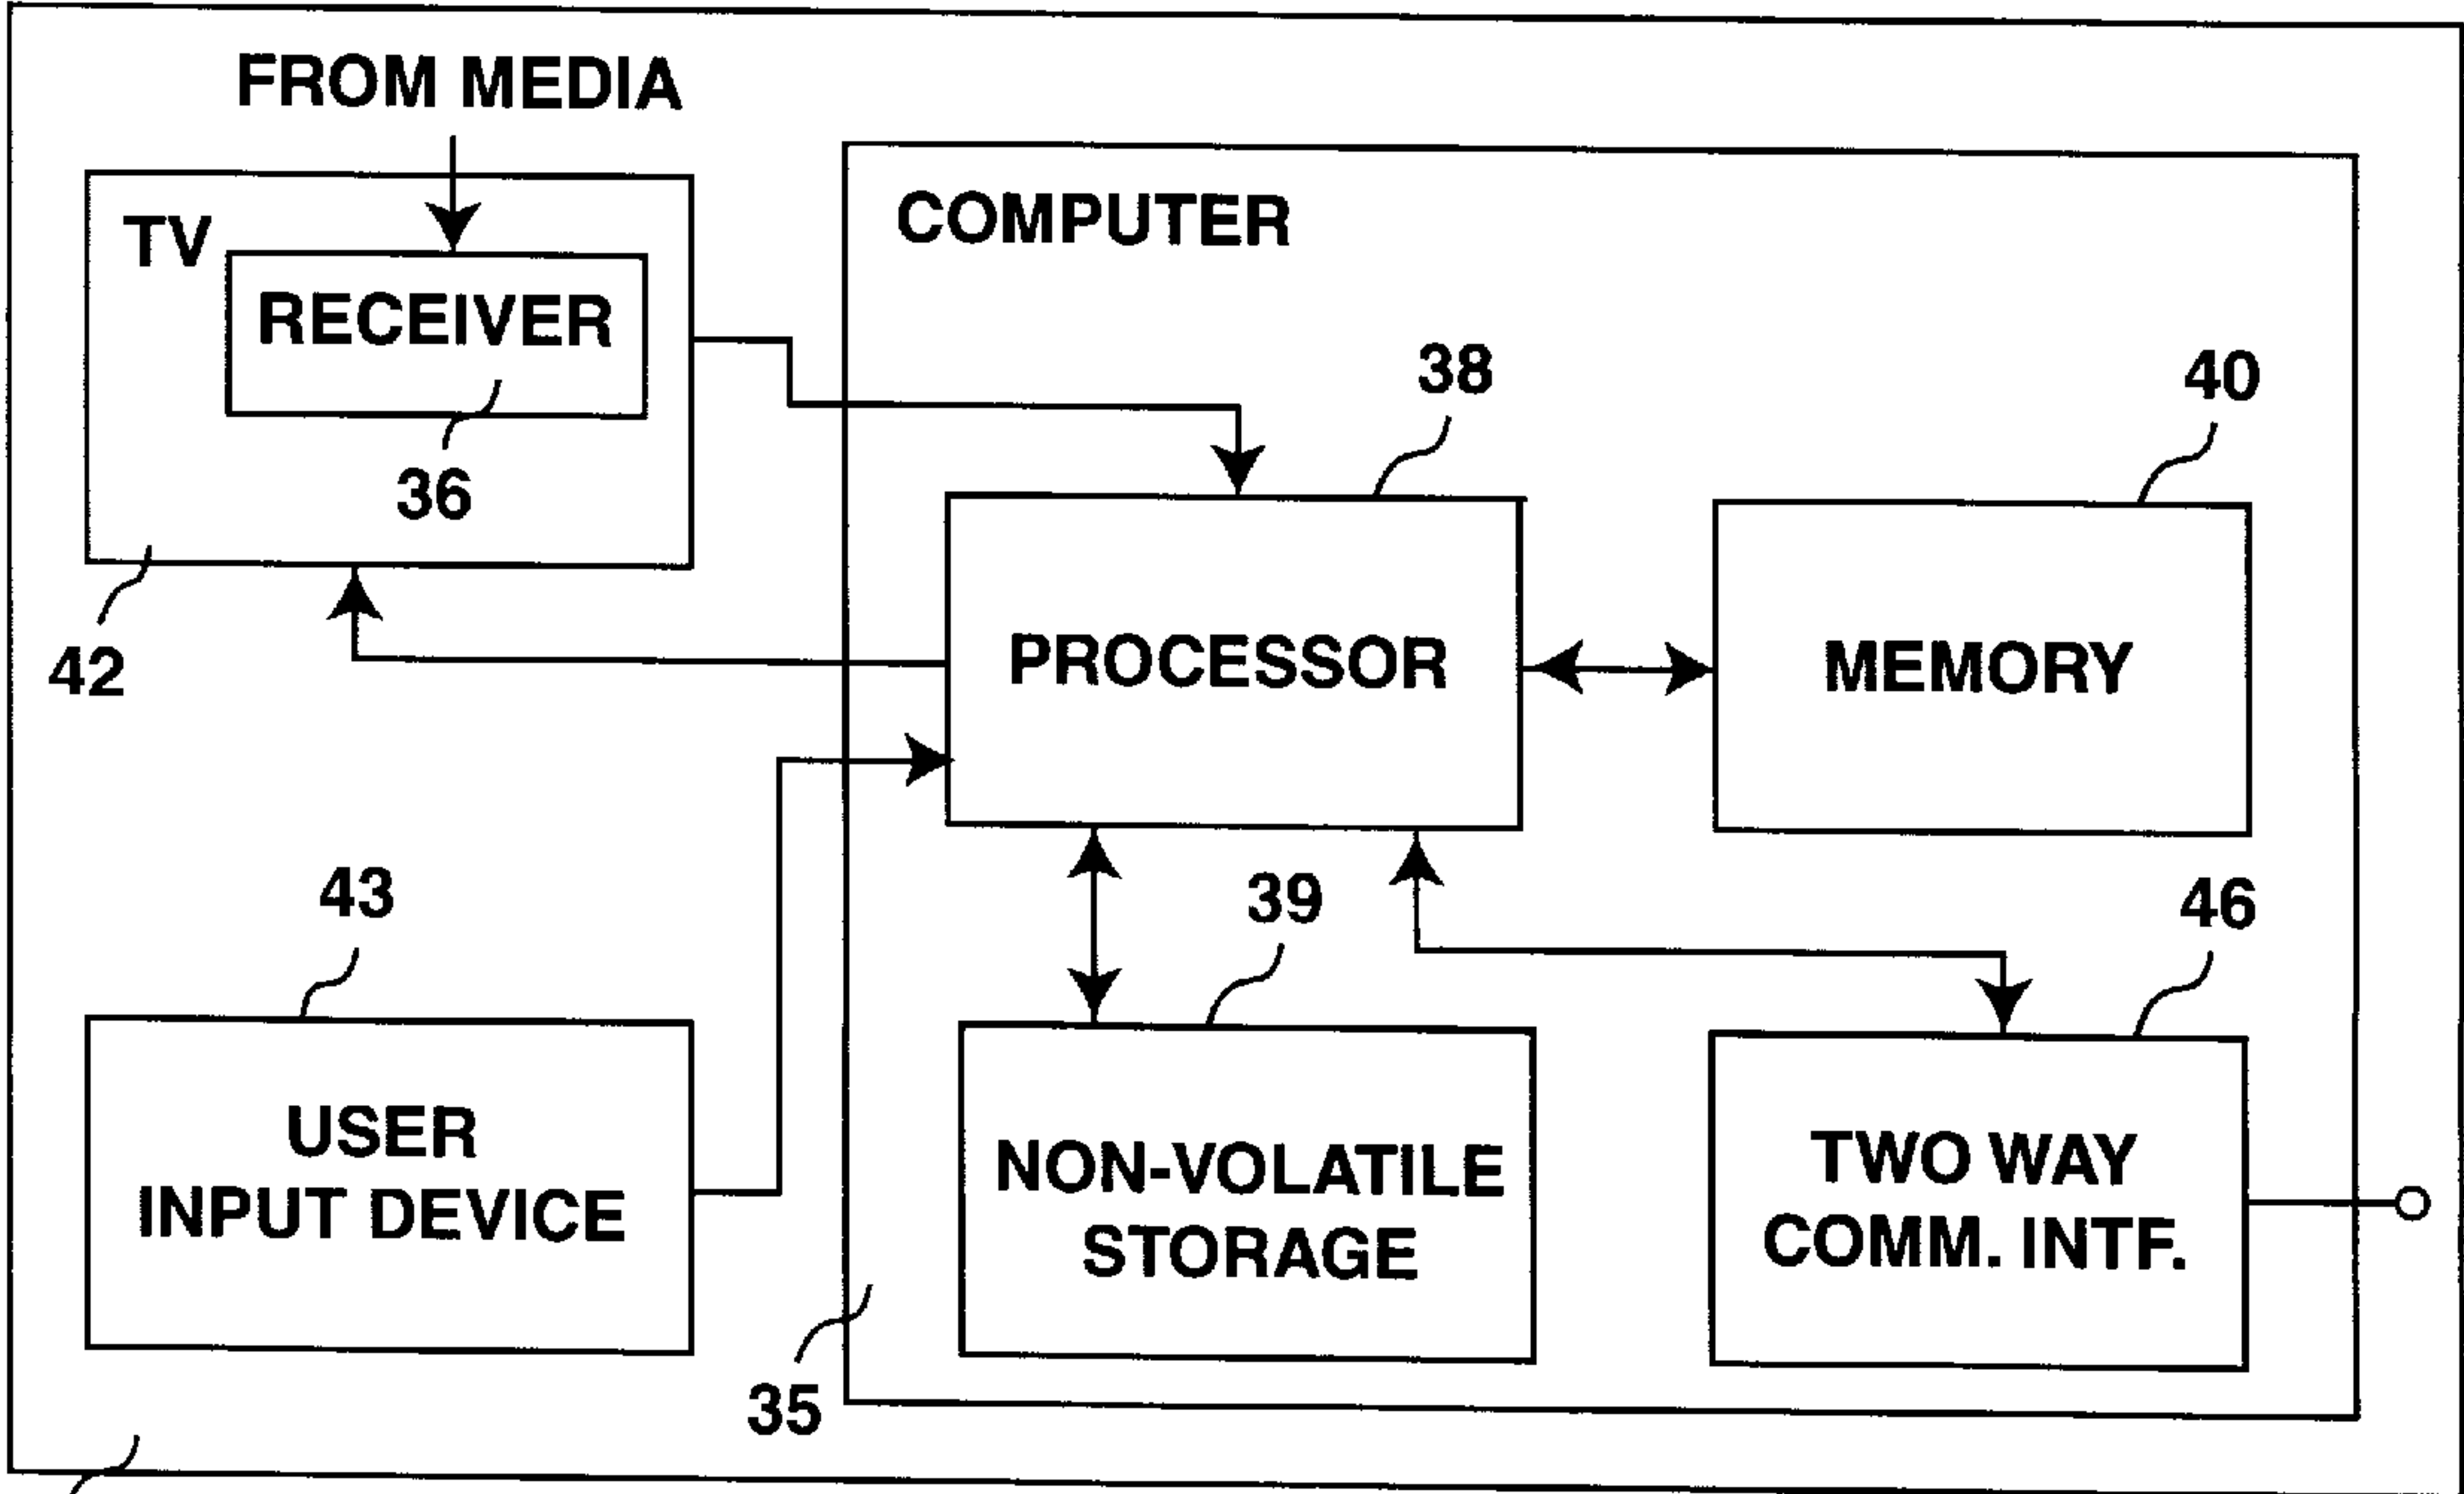 FROM MEDIA
TV
RECEIVER
36
42
COMPUTER
38
40
PROCESSOR
MEMORY
43
39
46
USER
INPUT DEVICE
NON-VOLATILE
STORAGE
TWO WAY
COMM. INTF.
35